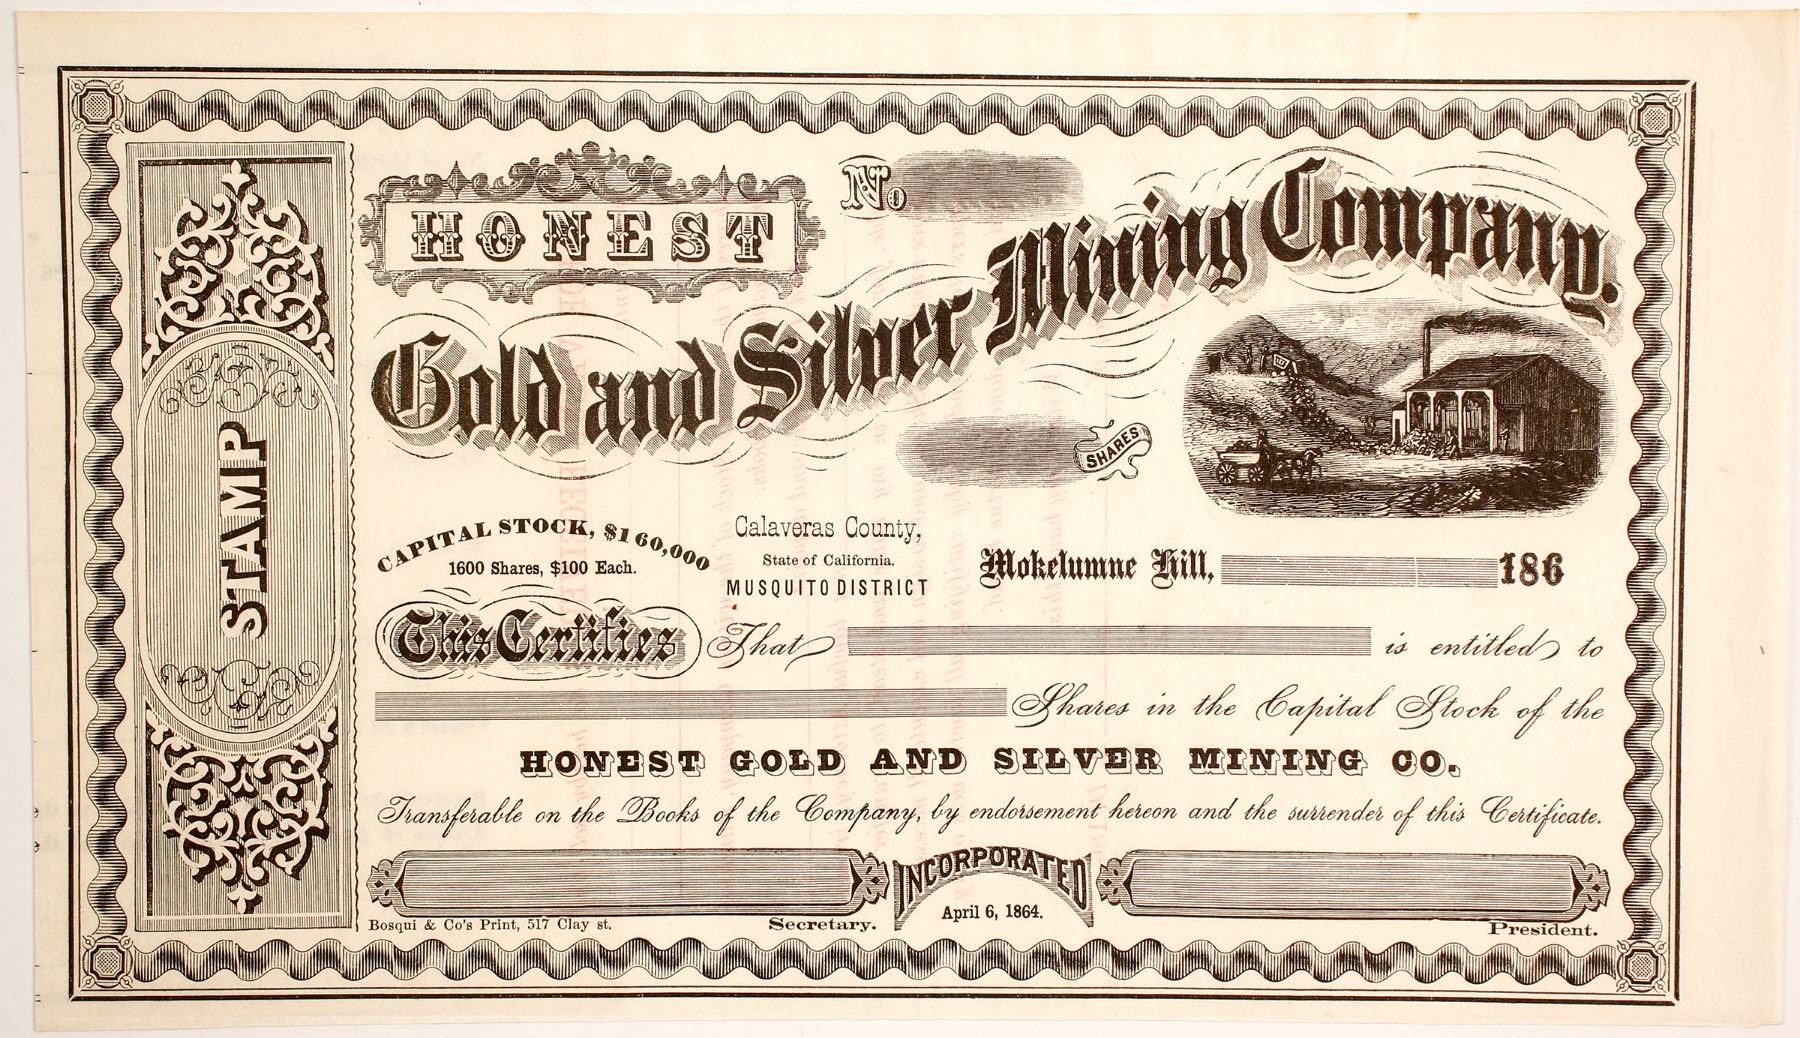 STAMP
HONEST
No
Gold and Silver Mining Company.
SHARES
CAPITAL STOCK, $160,000
1600 Shares, $100 Each.
Calaveras County,
State of California.
MUSQUITO DISTRICT
Mokelumne Hill, 186
This Certifies That is entitled to
Shares in the Capital Stock of the
HONEST GOLD AND SILVER MINING CO.
Transferable on the Books of the Company, by endorsement hereon and the surrender of this Certificate.
INCORPORATED
April 6, 1864.
Bosqui & Co's Print, 517 Clay st.
Secretary.
President.